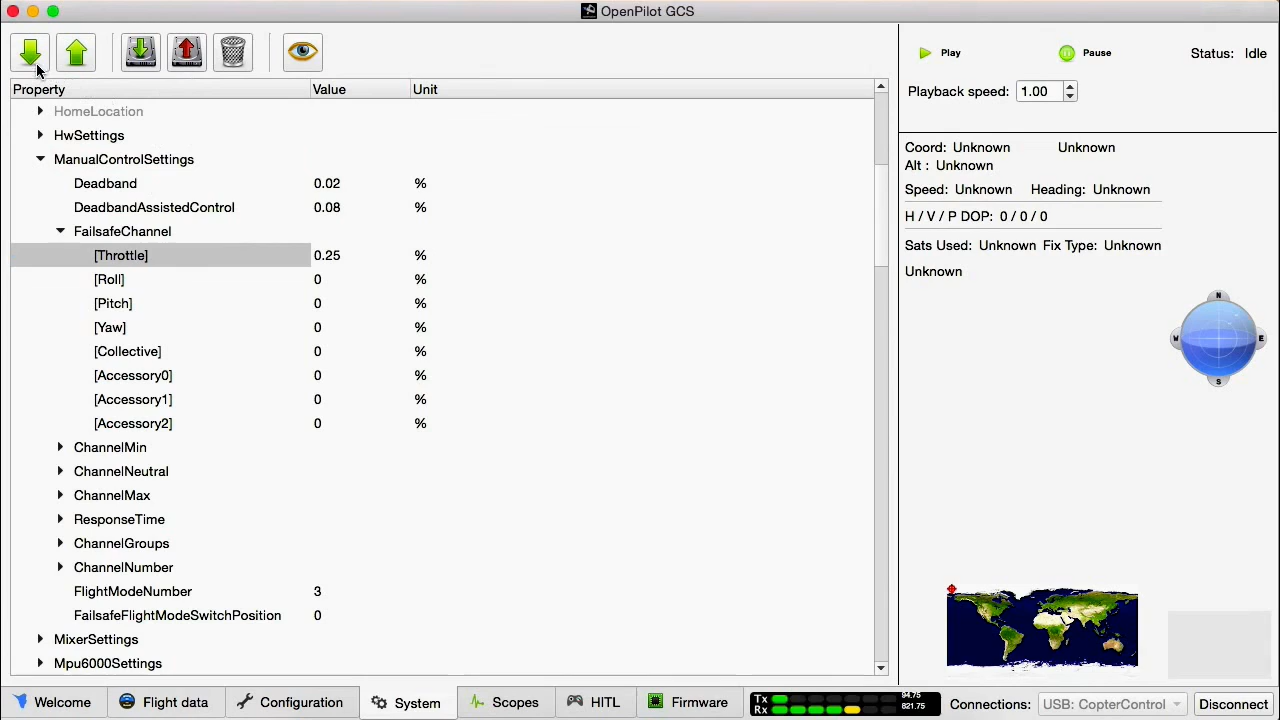 OpenPilot GCS
Property Value Unit
HomeLocation
HwSettings
ManualControlSettings
Deadband 0.02 %
DeadbandAssistedControl 0.08 %
FailsafeChannel
[Throttle] 0.25 %
[Roll] 0 %
[Pitch] 0 %
[Yaw] 0 %
[Collective] 0 %
[Accessory0] 0 %
[Accessory1] 0 %
[Accessory2] 0 %
ChannelMin
ChannelNeutral
ChannelMax
ResponseTime
ChannelGroups
ChannelNumber
FlightModeNumber 3
FailsafeFlightModeSwitchPosition 0
MixerSettings
Mpu6000Settings
Play Pause Status: Idle
Playback speed: 1.00
Coord: Unknown Unknown
Alt : Unknown
Speed: Unknown Heading: Unknown
H / V / P DOP: 0 / 0 / 0
Sats Used: Unknown Fix Type: Unknown
Unknown
N
W E
S
Welcome Flight data Configuration System Scopes HITL Firmware
Tx 94.75
Rx 821.75
Connections: USB: CopterControl Disconnect